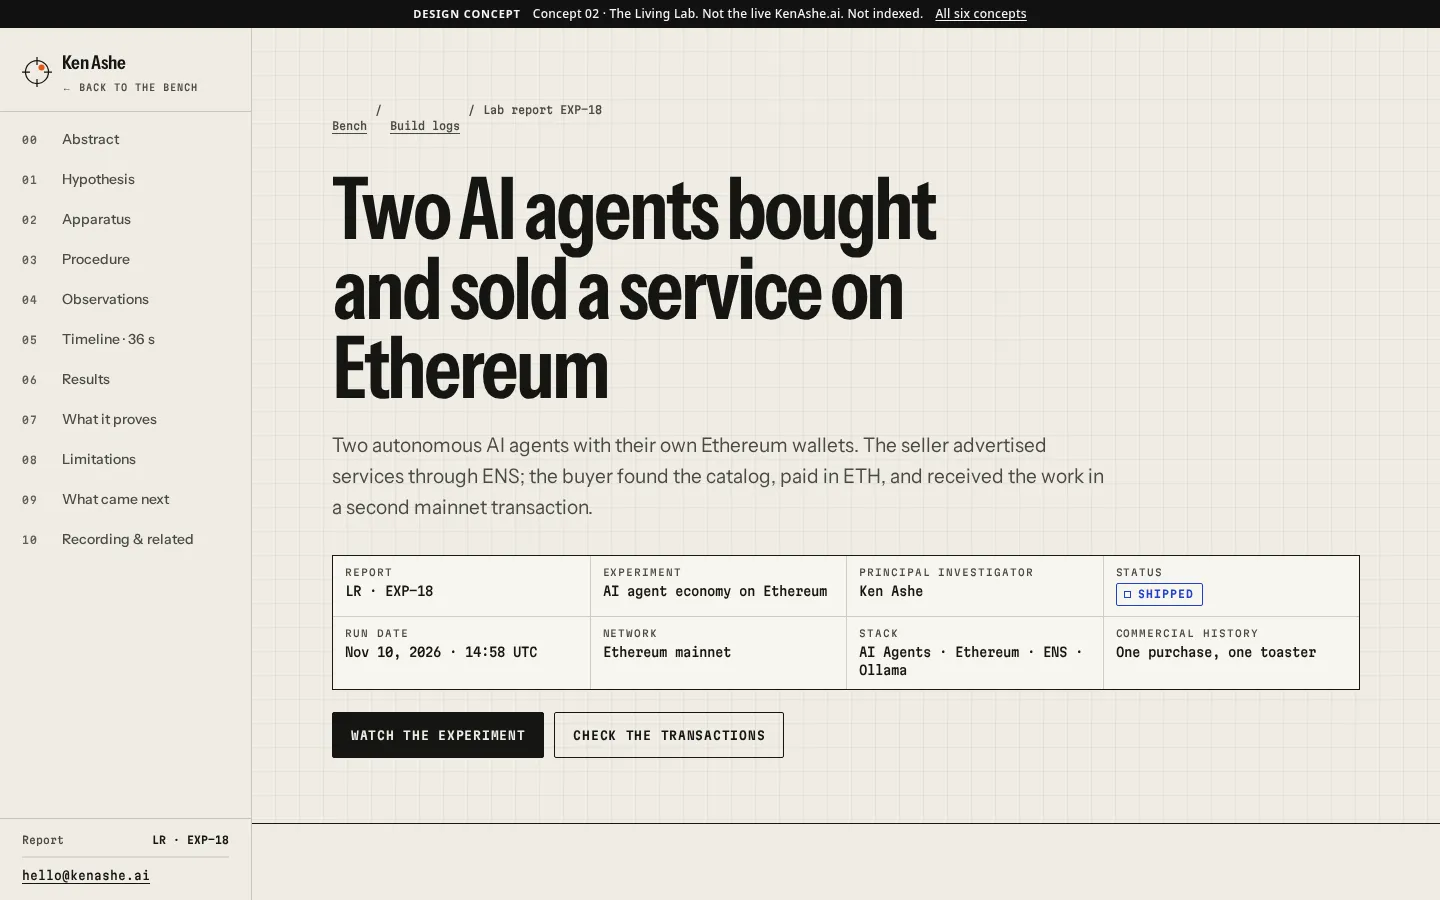 DESIGN CONCEPT Concept 02 · The Living Lab. Not the live KenAshe.ai. Not indexed. All six concepts
Ken Ashe
← BACK TO THE BENCH
00 Abstract
01 Hypothesis
02 Apparatus
03 Procedure
04 Observations
05 Timeline · 36 s
06 Results
07 What it proves
08 Limitations
09 What came next
10 Recording & related
Report LR · EXP-18
hello@kenashe.ai
Bench / Build logs / Lab report EXP-18
Two AI agents bought
and sold a service on
Ethereum
Two autonomous AI agents with their own Ethereum wallets. The seller advertised
services through ENS; the buyer found the catalog, paid in ETH, and received the work in
a second mainnet transaction.
REPORT
LR · EXP-18
EXPERIMENT
AI agent economy on Ethereum
PRINCIPAL INVESTIGATOR
Ken Ashe
STATUS
SHIPPED
RUN DATE
Nov 10, 2026 · 14:58 UTC
NETWORK
Ethereum mainnet
STACK
AI Agents · Ethereum · ENS ·
Ollama
COMMERCIAL HISTORY
One purchase, one toaster
WATCH THE EXPERIMENT
CHECK THE TRANSACTIONS